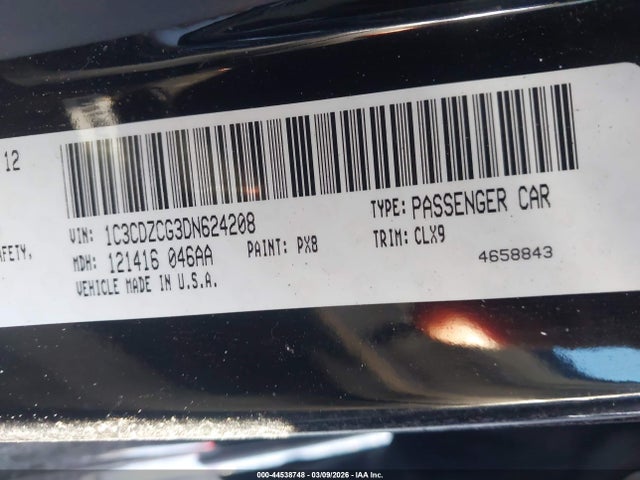 12
AFETY,
VIN: 1C3CDZCG3DN624208
TYPE: PASSENGER CAR
MDH: 121416 046AA
PAINT: PX8
TRIM: CLX9
VEHICLE MADE IN U.S.A.
4658843
000-44538748 - 03/09/2026 - IAA Inc.